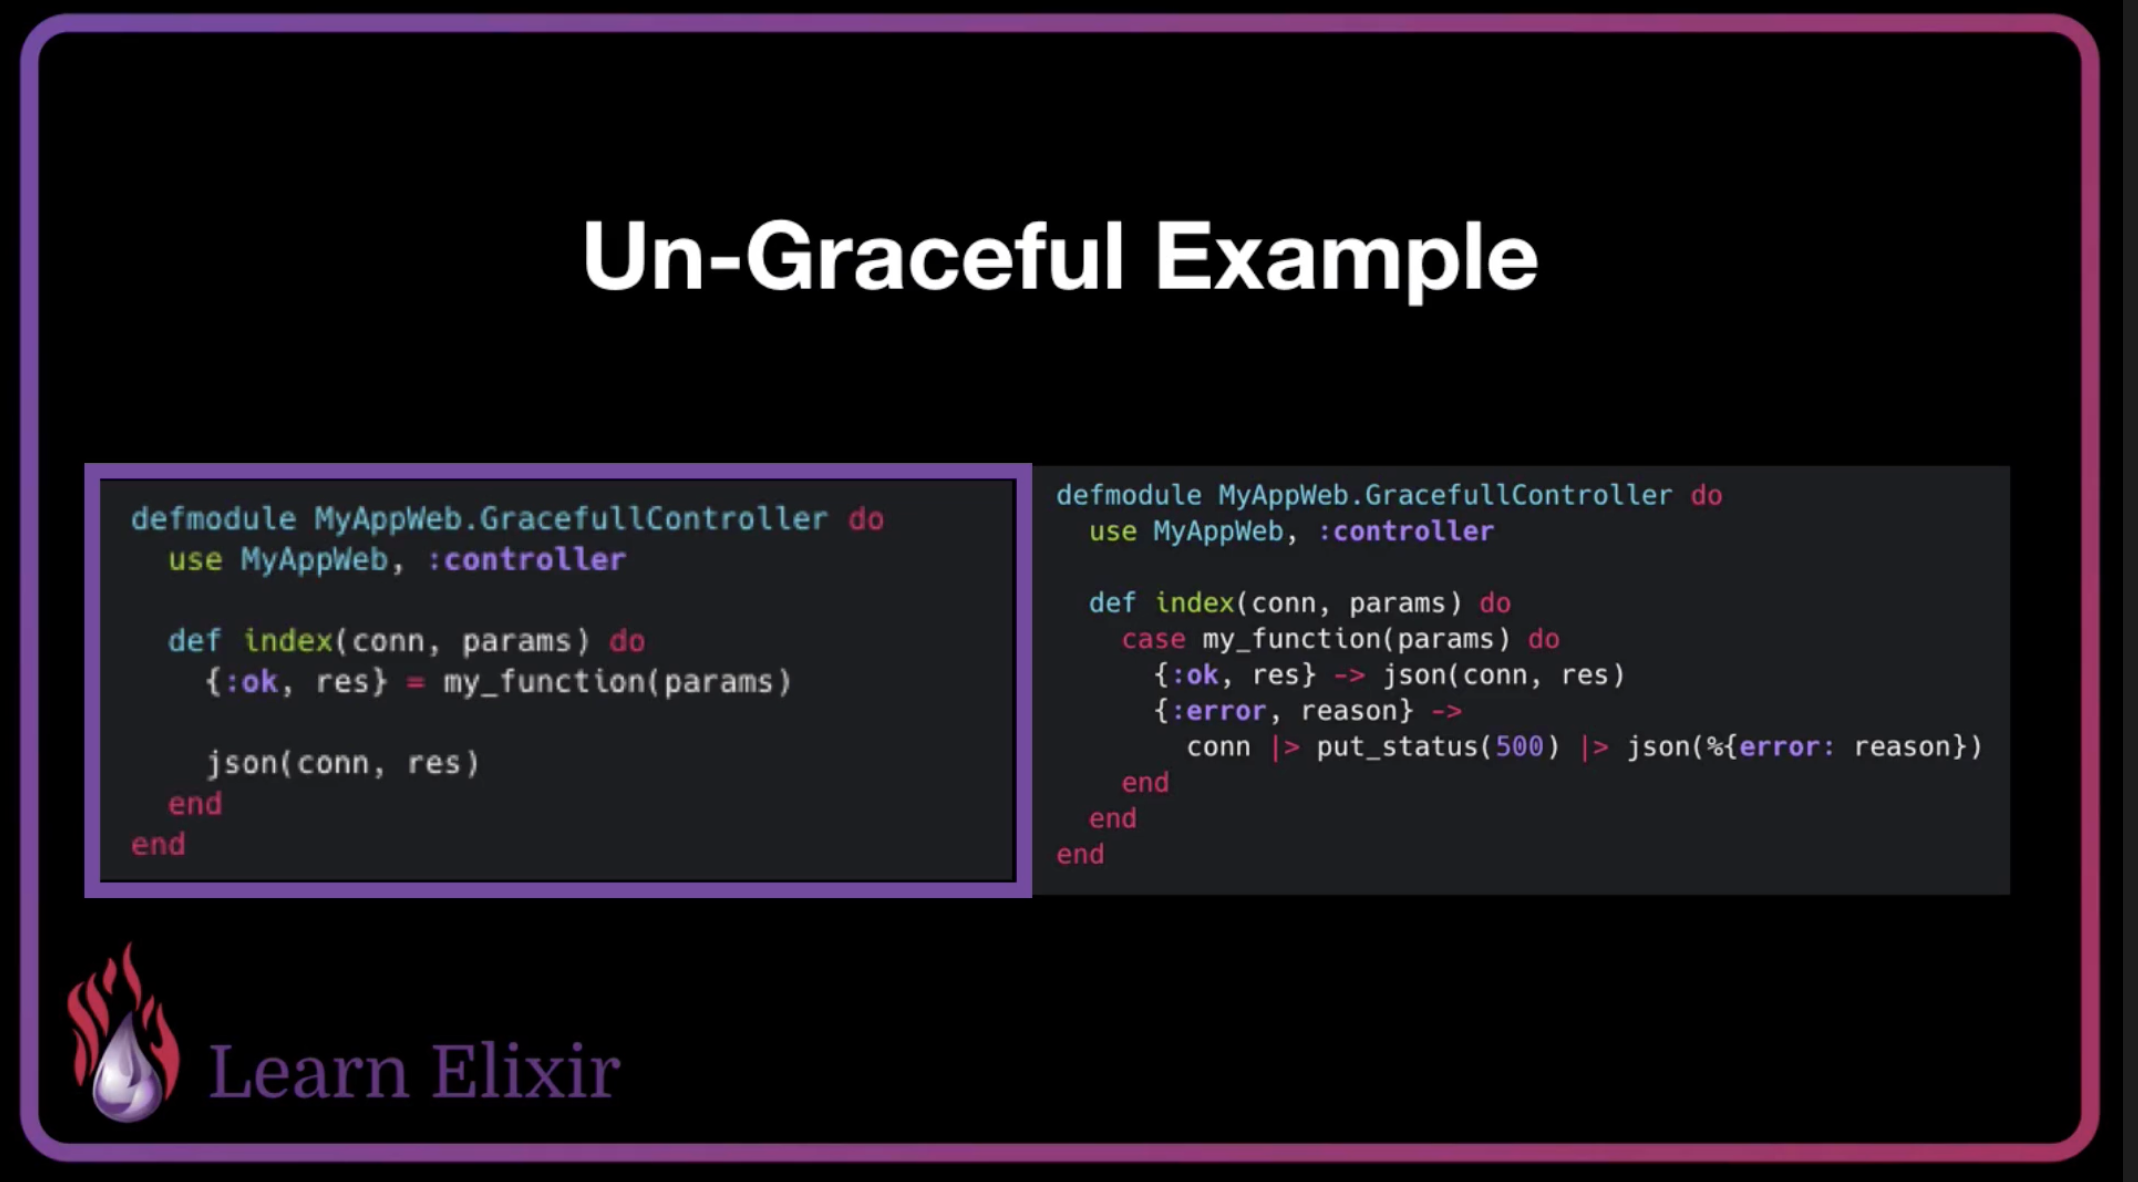 Un-Graceful Example
defmodule MyAppWeb.GracefullController do
  use MyAppWeb, :controller

  def index(conn, params) do
    {:ok, res} = my_function(params)

    json(conn, res)
  end
end
defmodule MyAppWeb.GracefullController do
  use MyAppWeb, :controller

  def index(conn, params) do
    case my_function(params) do
      {:ok, res} -> json(conn, res)
      {:error, reason} ->
        conn |> put_status(500) |> json(%{error: reason})
    end
  end
end
Learn Elixir